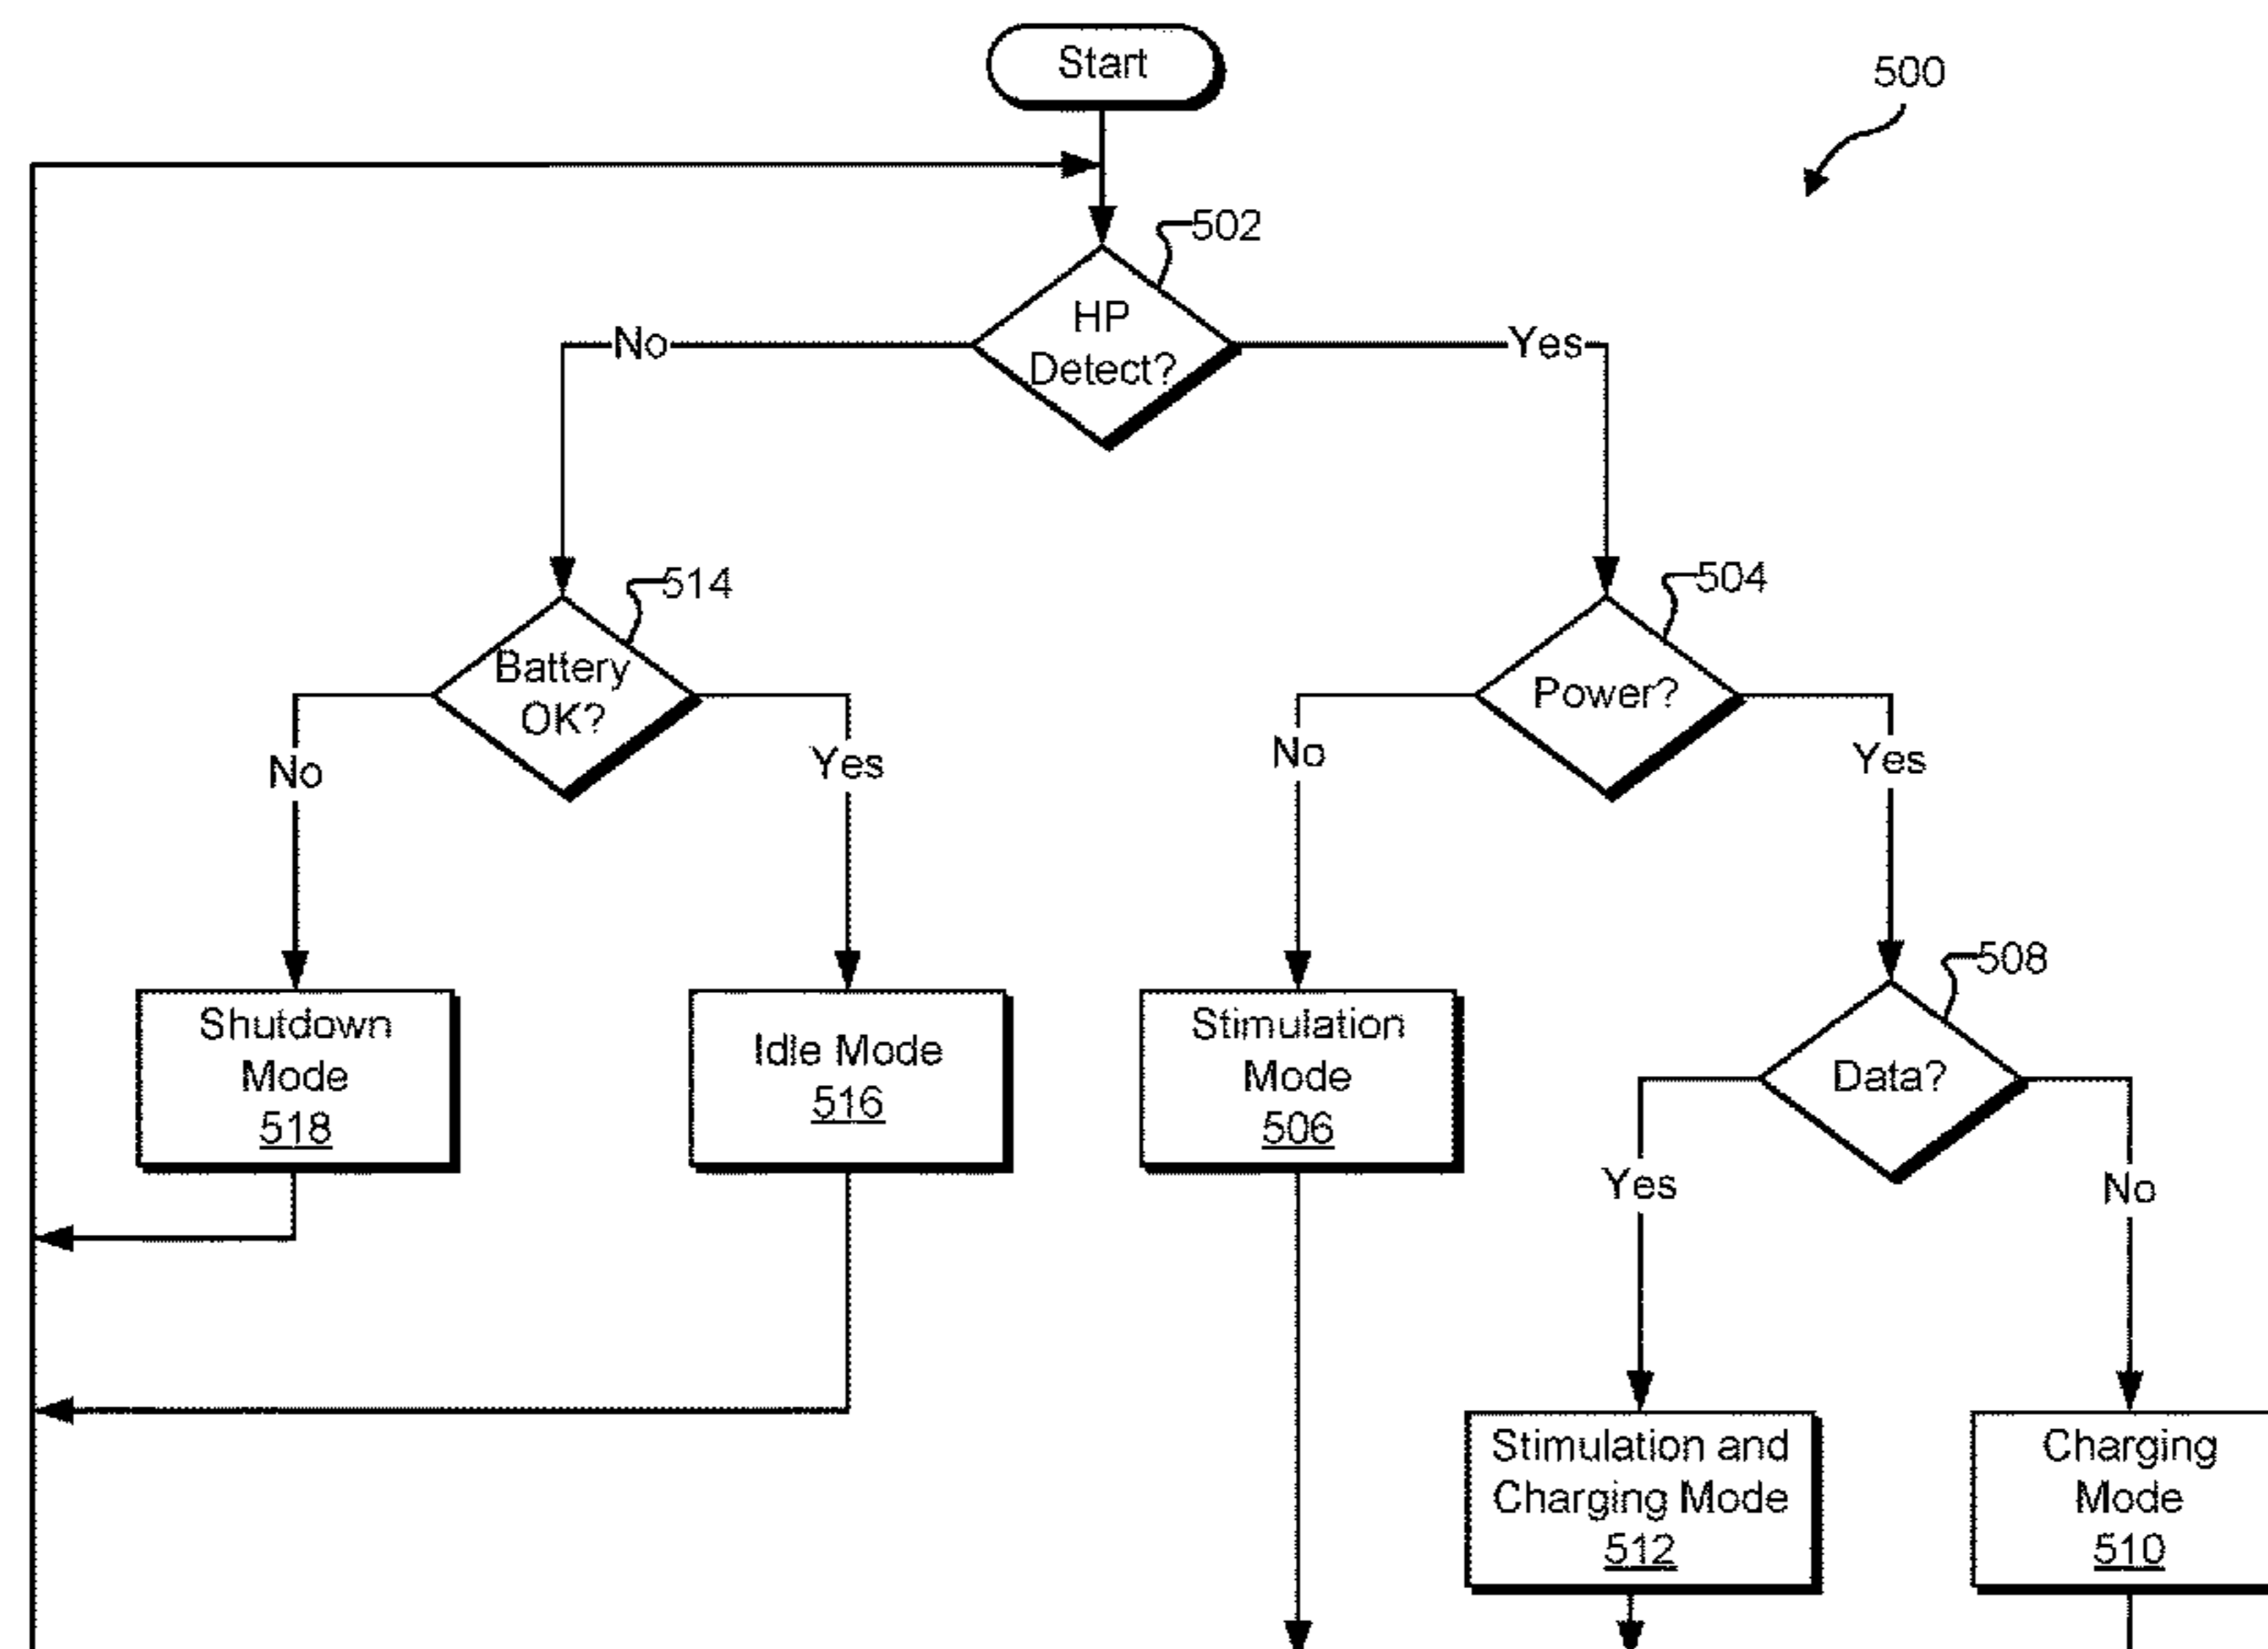 Start
500
502
HP
Detect?
No
Yes
514
504
Battery
OK?
Power?
No
Yes
No
Yes
508
Shutdown
Mode
518
Idle Mode
516
Stimulation
Mode
506
Data?
Yes
No
Stimulation and
Charging Mode
512
Charging
Mode
510